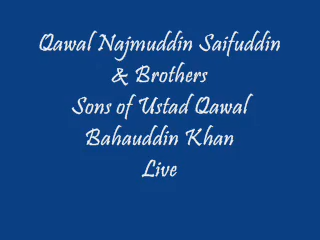 Qawal Najmuddin Saifuddin
& Brothers
Sons of Ustad Qawal
Bahauddin Khan
Live